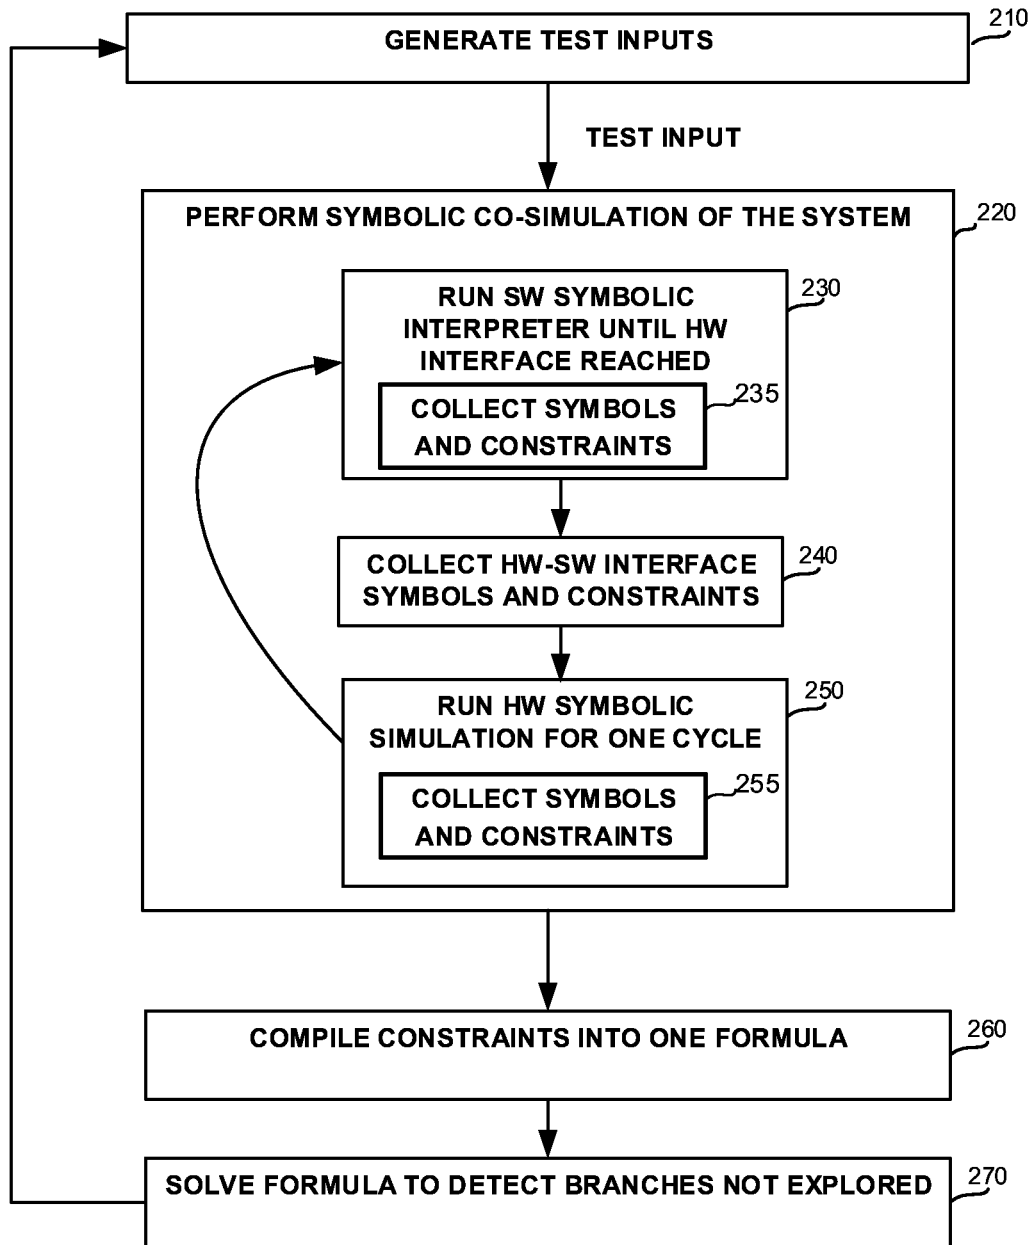 GENERATE TEST INPUTS
210
TEST INPUT
PERFORM SYMBOLIC CO-SIMULATION OF THE SYSTEM
220
RUN SW SYMBOLIC
INTERPRETER UNTIL HW
INTERFACE REACHED
230
COLLECT SYMBOLS
AND CONSTRAINTS
235
COLLECT HW-SW INTERFACE
SYMBOLS AND CONSTRAINTS
240
RUN HW SYMBOLIC
SIMULATION FOR ONE CYCLE
250
COLLECT SYMBOLS
AND CONSTRAINTS
255
COMPILE CONSTRAINTS INTO ONE FORMULA
260
SOLVE FORMULA TO DETECT BRANCHES NOT EXPLORED
270